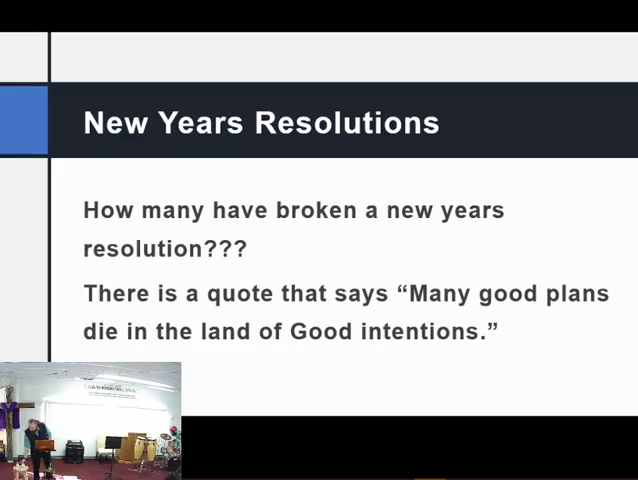 New Years Resolutions
How many have broken a new years
resolution???
There is a quote that says “Many good plans
die in the land of Good intentions.”